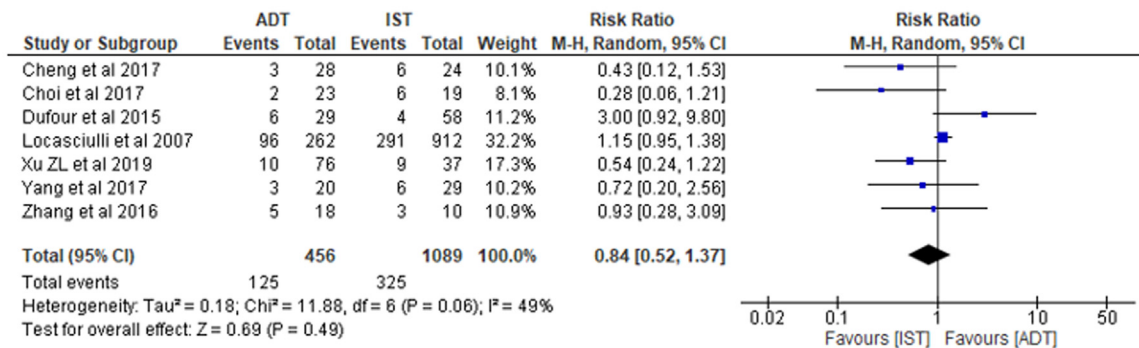 ADT IST Risk Ratio Risk Ratio
Study or Subgroup Events Total Events Total Weight M-H, Random, 95% CI M-H, Random, 95% CI
Cheng et al 2017 3 28 6 24 10.1% 0.43 [0.12, 1.53]
Choi et al 2017 2 23 6 19 8.1% 0.28 [0.06, 1.21]
Dufour et al 2015 6 29 4 58 11.2% 3.00 [0.92, 9.80]
Locasciulli et al 2007 96 262 291 912 32.2% 1.15 [0.95, 1.38]
Xu ZL et al 2019 10 76 9 37 17.3% 0.54 [0.24, 1.22]
Yang et al 2017 3 20 6 29 10.2% 0.72 [0.20, 2.56]
Zhang et al 2016 5 18 3 10 10.9% 0.93 [0.28, 3.09]
Total (95% CI) 456 1089 100.0% 0.84 [0.52, 1.37]
Total events 125 325
Heterogeneity: Tau² = 0.18; Chi² = 11.88, df = 6 (P = 0.06); I² = 49%
Test for overall effect: Z = 0.69 (P = 0.49)
0.02 0.1 1 10 50
Favours [IST] Favours [ADT]